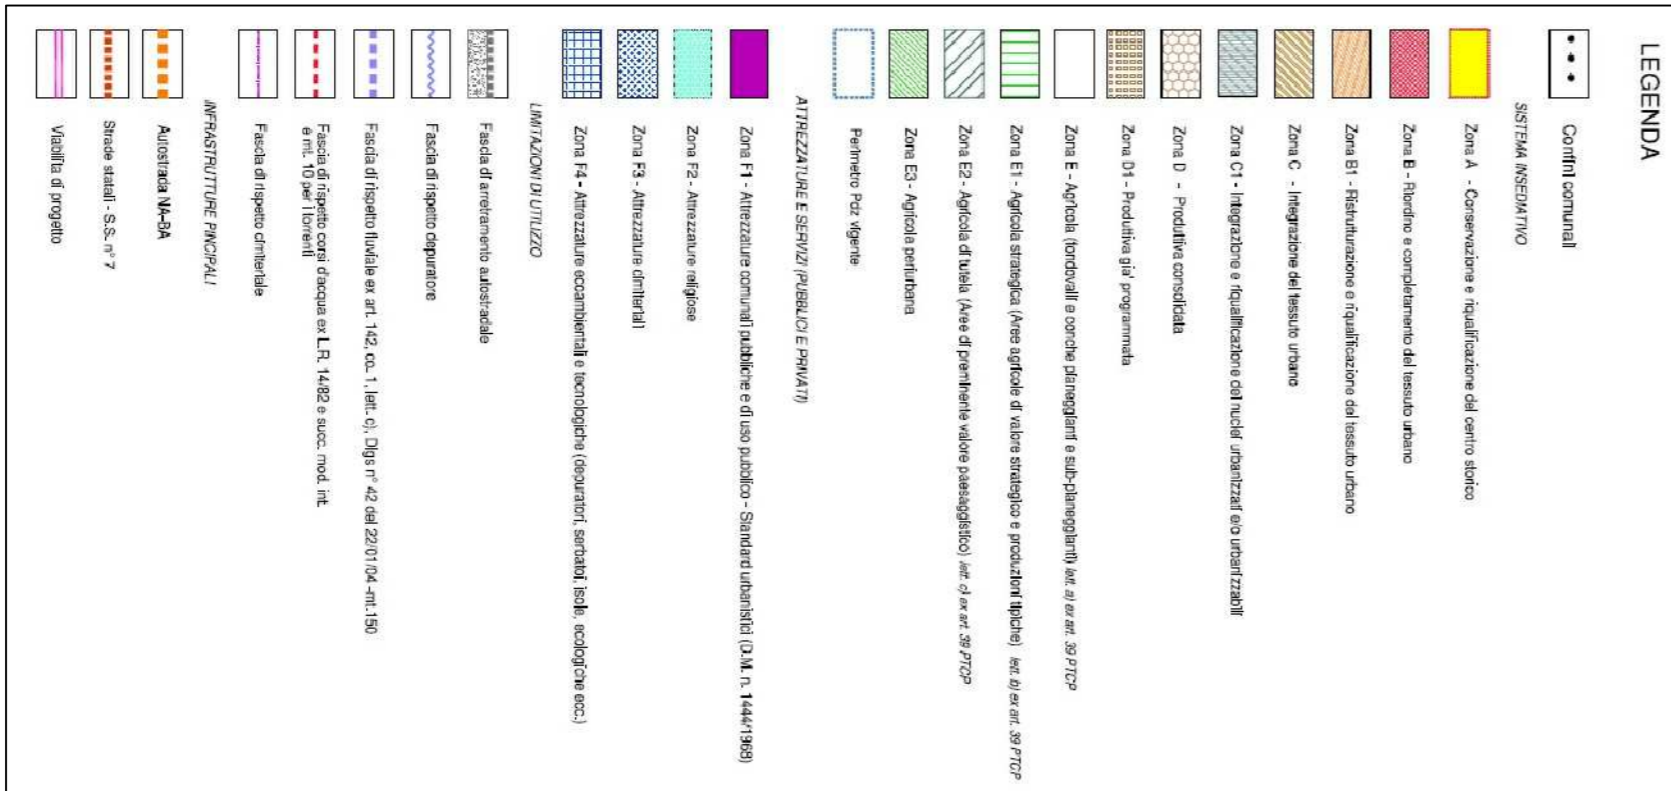 LEGENDA
Confini comunali
SISTEMA INSEDIATIVO
Zona A - Conservazione e riqualificazione del centro storico
Zona B - Riordino e completamento del tessuto urbano
Zona B1 - Ristrutturazione e riqualificazione del tessuto urbano
Zona C - Integrazione del tessuto urbano
Zona C1 - Integrazione e riqualificazione dei nuclei urbanizzati e/o urbanizzabili
Zona D - Produttiva consolidata
Zona D1 - Produttiva gia' programmata
Zona E - Agricola (fondovalli e conche pianeggianti e sub-pianeggianti) lett. a) ex art. 39 PTCP
Zona E1 - Agricola strategica (Aree agricole di valore strategico e produzioni tipiche) lett. b) ex art. 39 PTCP
Zona E2 - Agricola di tutela (Aree di preminente valore paesaggistico) lett. c) ex art. 39 PTCP
Zona E3 - Agricola periurbana
Perimetro Pdz vigente
ATTREZZATURE E SERVIZI (PUBBLICI E PRIVATI)
Zona F1 - Attrezzature comunali pubbliche e di uso pubblico - Standard urbanistici (D.M. n. 1444/1968)
Zona F2 - Attrezzature religiose
Zona F3 - Attrezzature cimiteriali
Zona F4 - Attrezzature ecoambientali e tecnologiche (depuratori, serbatoi, isole, ecologiche ecc.)
LIMITAZIONI DI UTILIZZO
Fascia di arretramento autostradale
Fascia di rispetto depuratore
Fascia di rispetto fluviale ex art. 142, co. 1, lett. c), Dlgs n° 42 del 22/01/04 -mt.150
Fascia di rispetto corsi d'acqua ex L.R. 14/82 e succ. mod. int.
e mt. 10 per i torrenti
Fascia di rispetto cimiteriale
INFRASTRUTTURE PINCIPALI
Autostrada NA-BA
Strade statali - S.S. n° 7
Viabilità di progetto